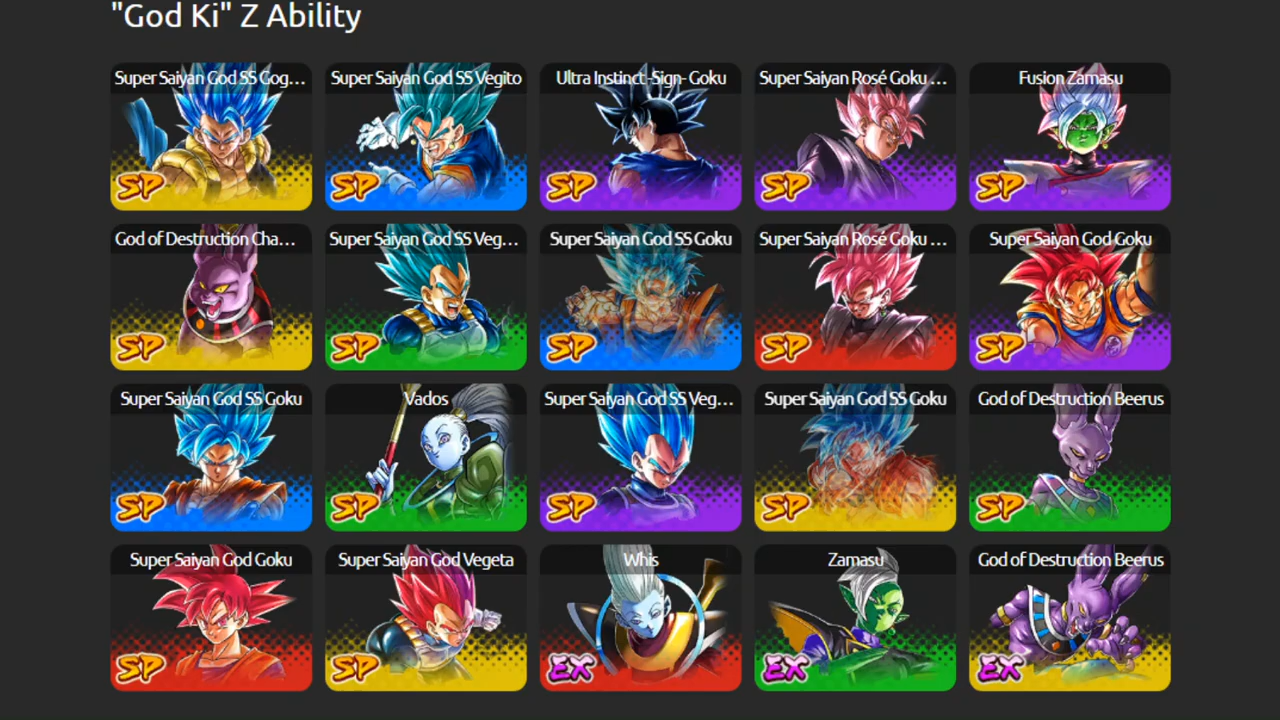 "God Ki" Z Ability
Super Saiyan God SS Gog...
Super Saiyan God SS Vegito
Ultra Instinct -Sign- Goku
Super Saiyan Rosé Goku ...
Fusion Zamasu
SP
SP
SP
SP
SP
God of Destruction Cha...
Super Saiyan God SS Veg...
Super Saiyan God SS Goku
Super Saiyan Rosé Goku ...
Super Saiyan God Goku
SP
SP
SP
SP
SP
Super Saiyan God SS Goku
Vados
Super Saiyan God SS Veg...
Super Saiyan God SS Goku
God of Destruction Beerus
SP
SP
SP
SP
SP
Super Saiyan God Goku
Super Saiyan God Vegeta
Whis
Zamasu
God of Destruction Beerus
SP
SP
EX
EX
EX